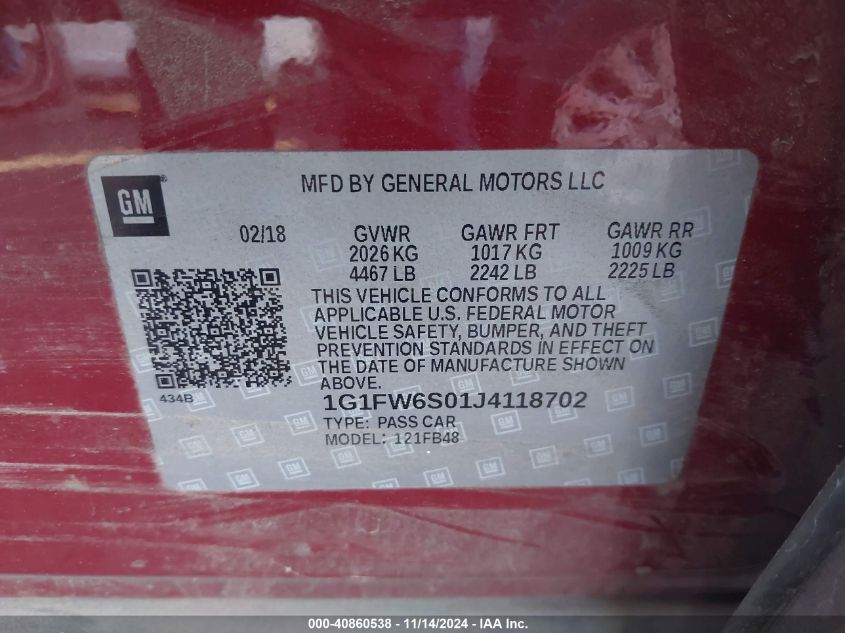 GM
MFD BY GENERAL MOTORS LLC
02/18 GVWR GAWR FRT GAWR RR
2026 KG 1017 KG 1009 KG
4467 LB 2242 LB 2225 LB
THIS VEHICLE CONFORMS TO ALL
APPLICABLE U.S. FEDERAL MOTOR
VEHICLE SAFETY, BUMPER, AND THEFT
PREVENTION STANDARDS IN EFFECT ON
THE DATE OF MANUFACTURE SHOWN
ABOVE.
434B
1G1FW6S01J4118702
TYPE: PASS CAR
MODEL: 121FB48
000-40860538 - 11/14/2024 - IAA Inc.